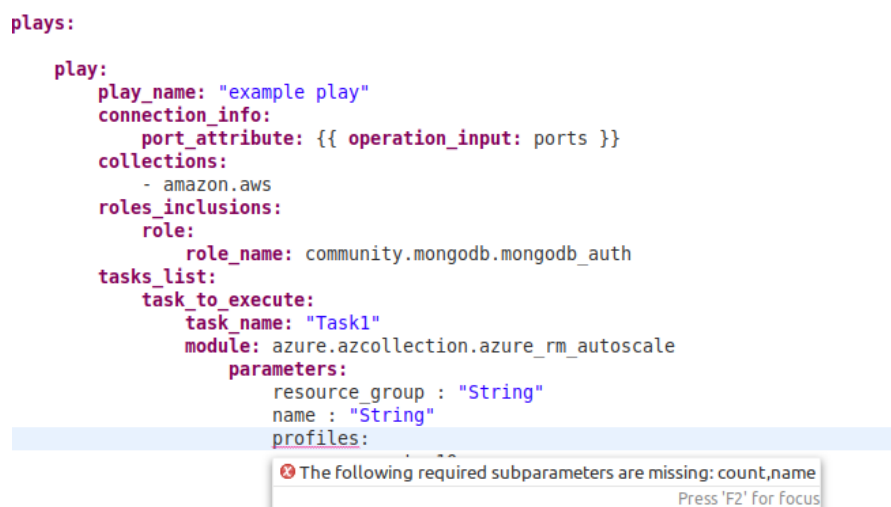 plays:
play:
play_name: "example play"
connection_info:
port_attribute: {{ operation_input: ports }}
collections:
- amazon.aws
roles_inclusions:
role:
role_name: community.mongodb.mongodb_auth
tasks_list:
task_to_execute:
task_name: "Task1"
module: azure.azcollection.azure_rm_autoscale
parameters:
resource_group : "String"
name : "String"
profiles:
The following required subparameters are missing: count,name
Press 'F2' for focus